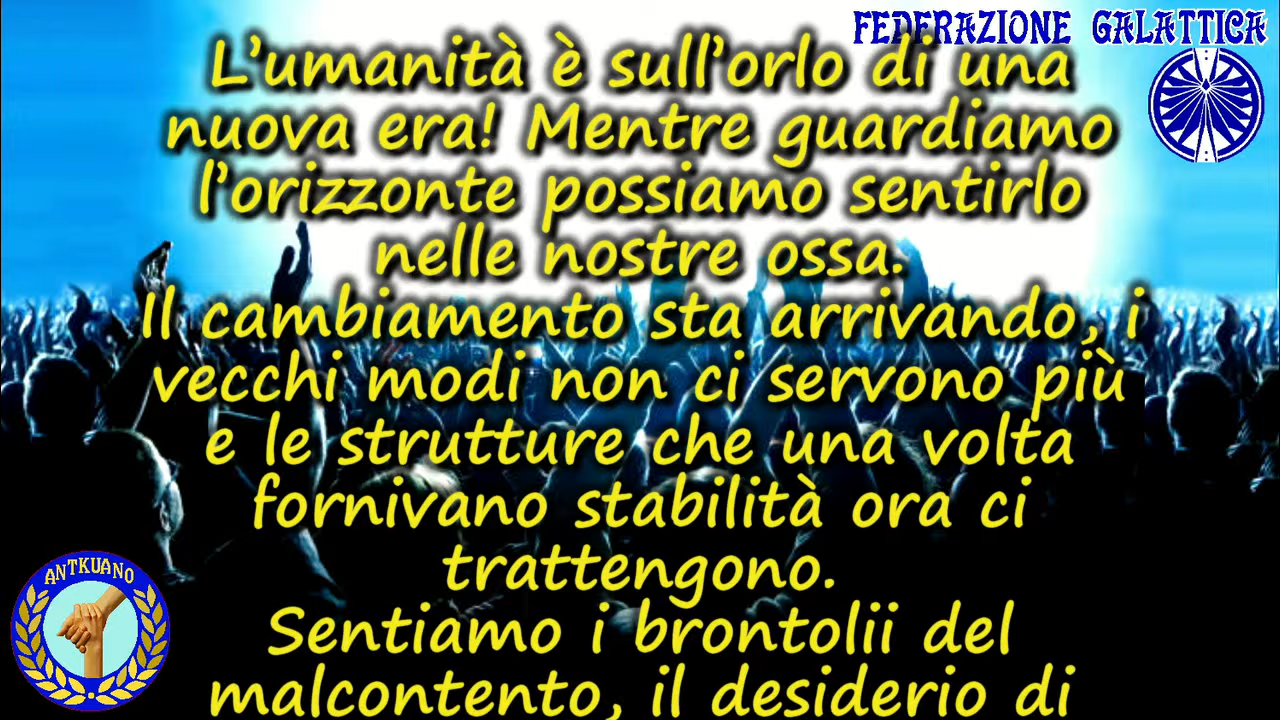 FEDERAZIONE GALATTICA
L’umanità è sull’orlo di una
nuova era! Mentre guardiamo
l’orizzonte possiamo sentirlo
nelle nostre ossa.
Il cambiamento sta arrivando, i
vecchi modi non ci servono più
e le strutture che una volta
fornivano stabilità ora ci
trattengono.
Sentiamo i brontolii del
malcontento, il desiderio di
ANTKUANO